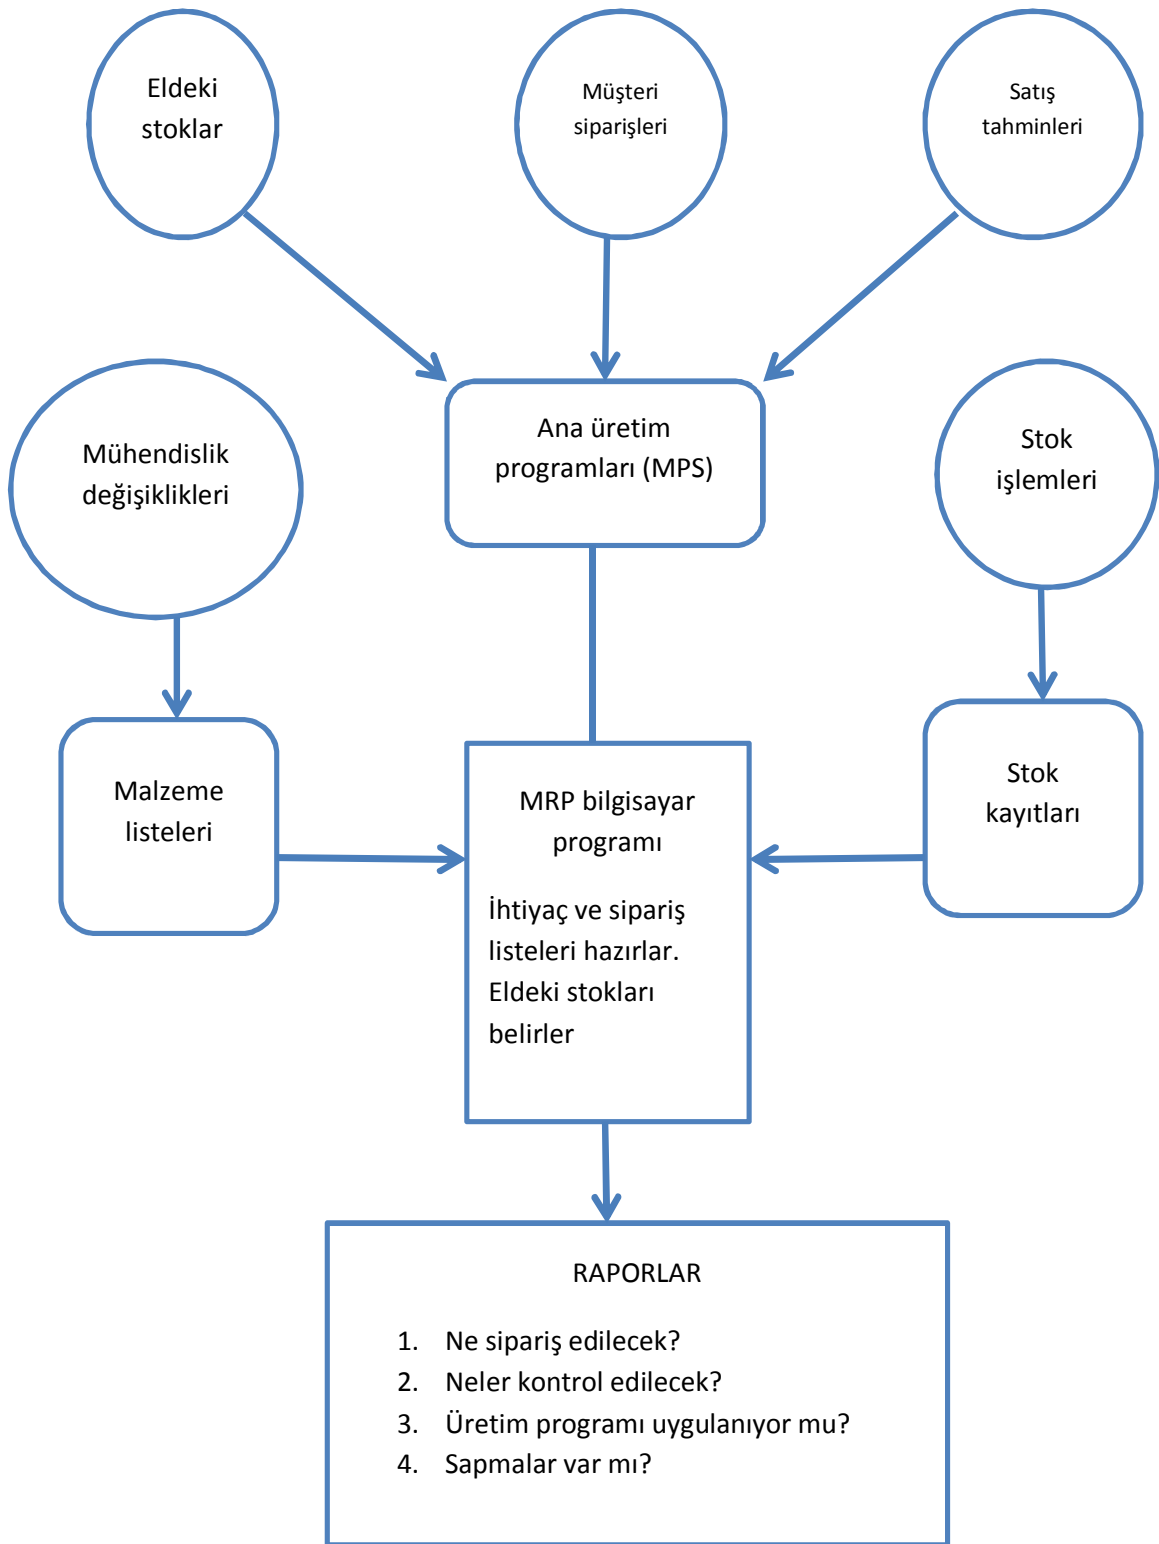 Eldeki
stoklar
Müşteri
siparişleri
Satış
tahminleri
Mühendislik
değişiklikleri
Ana üretim
programları (MPS)
Stok
işlemleri
Malzeme
listeleri
MRP bilgisayar
programı
İhtiyaç ve sipariş
listeleri hazırlar.
Eldeki stokları
belirler
Stok
kayıtları
RAPORLAR
1. Ne sipariş edilecek?
2. Neler kontrol edilecek?
3. Üretim programı uygulanıyor mu?
4. Sapmalar var mı?